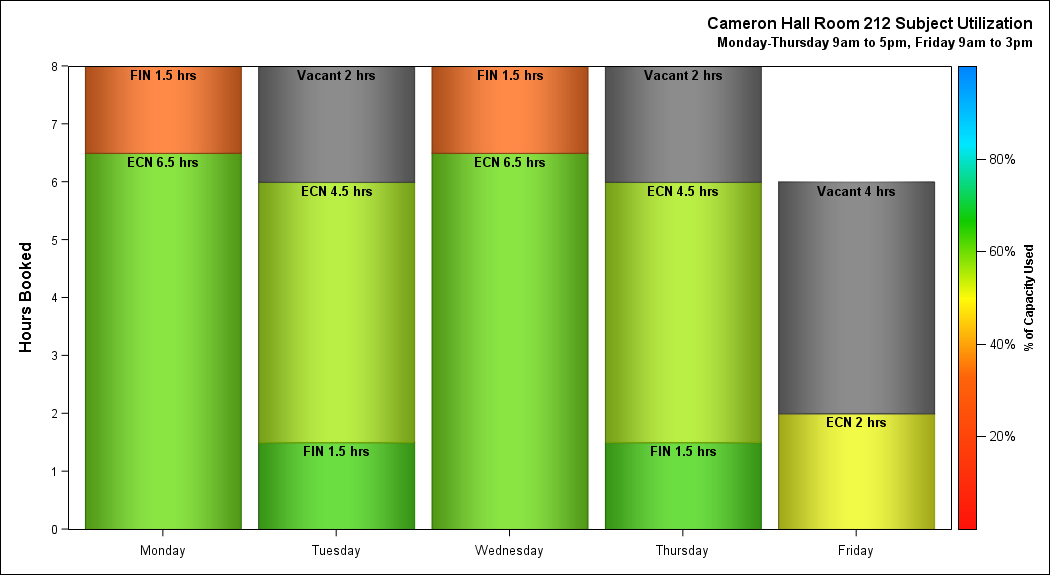 Cameron Hall Room 212 Subject Utilization
Monday-Thursday 9am to 5pm, Friday 9am to 3pm
Hours Booked
8
7
6
5
4
3
2
1
0
FIN 1.5 hrs
ECN 6.5 hrs
Vacant 2 hrs
ECN 4.5 hrs
FIN 1.5 hrs
FIN 1.5 hrs
ECN 6.5 hrs
Vacant 2 hrs
ECN 4.5 hrs
FIN 1.5 hrs
Vacant 4 hrs
ECN 2 hrs
Monday
Tuesday
Wednesday
Thursday
Friday
80%
60%
40%
20%
% of Capacity Used